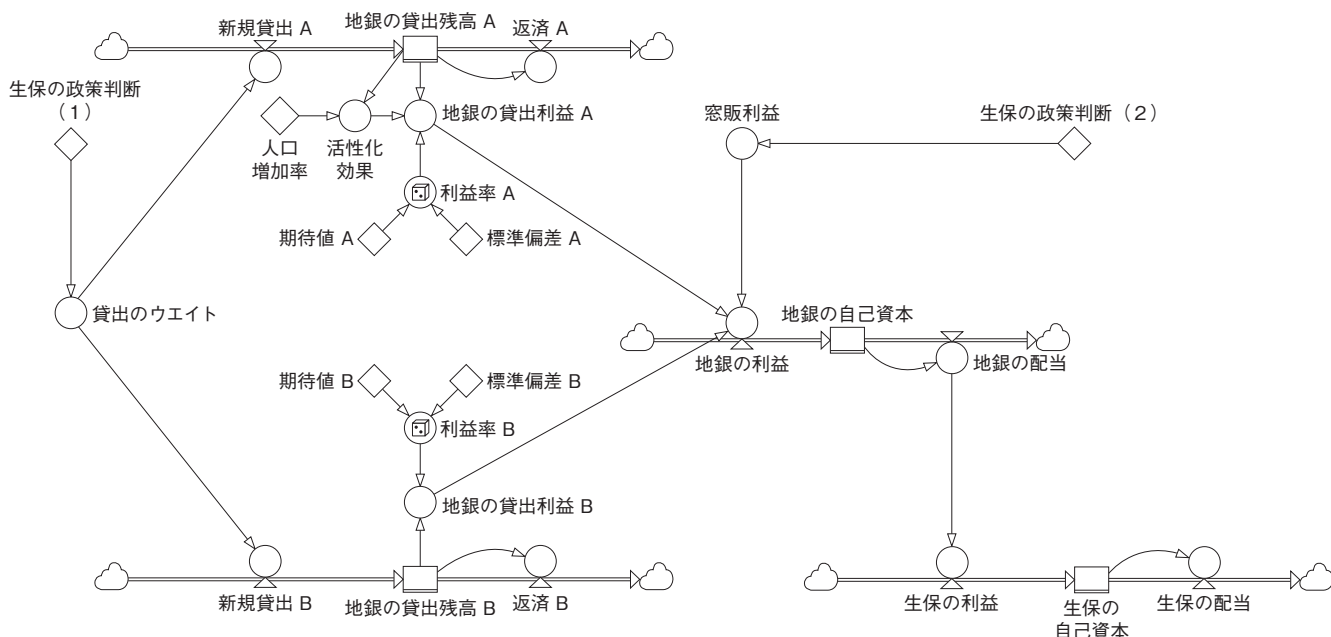 新規貸出 A
地銀の貸出残高 A
返済 A
生保の政策判断
（1）
人口
増加率
活性化
効果
地銀の貸出利益 A
窓販利益
生保の政策判断（2）
利益率 A
期待値 A
標準偏差 A
貸出のウエイト
地銀の自己資本
地銀の利益
地銀の配当
期待値 B
標準偏差 B
利益率 B
地銀の貸出利益 B
新規貸出 B
地銀の貸出残高 B
返済 B
生保の利益
生保の
自己資本
生保の配当